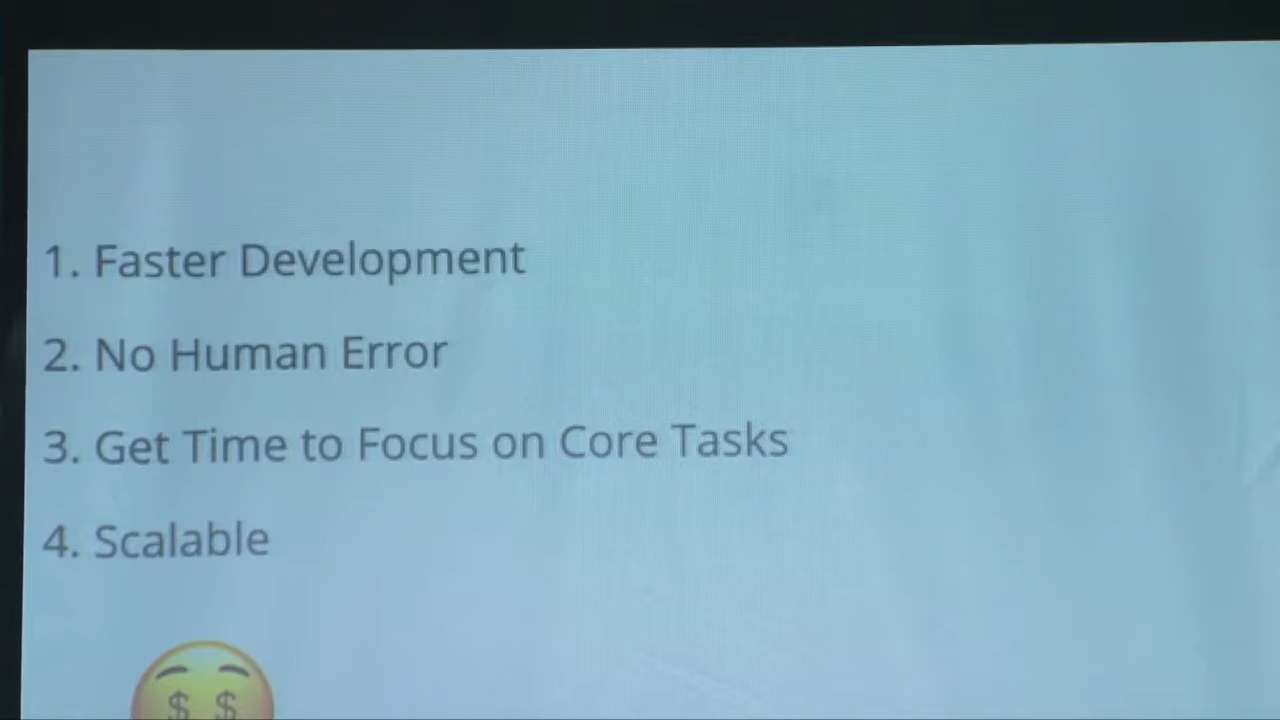 1. Faster Development
2. No Human Error
3. Get Time to Focus on Core Tasks
4. Scalable
$ $